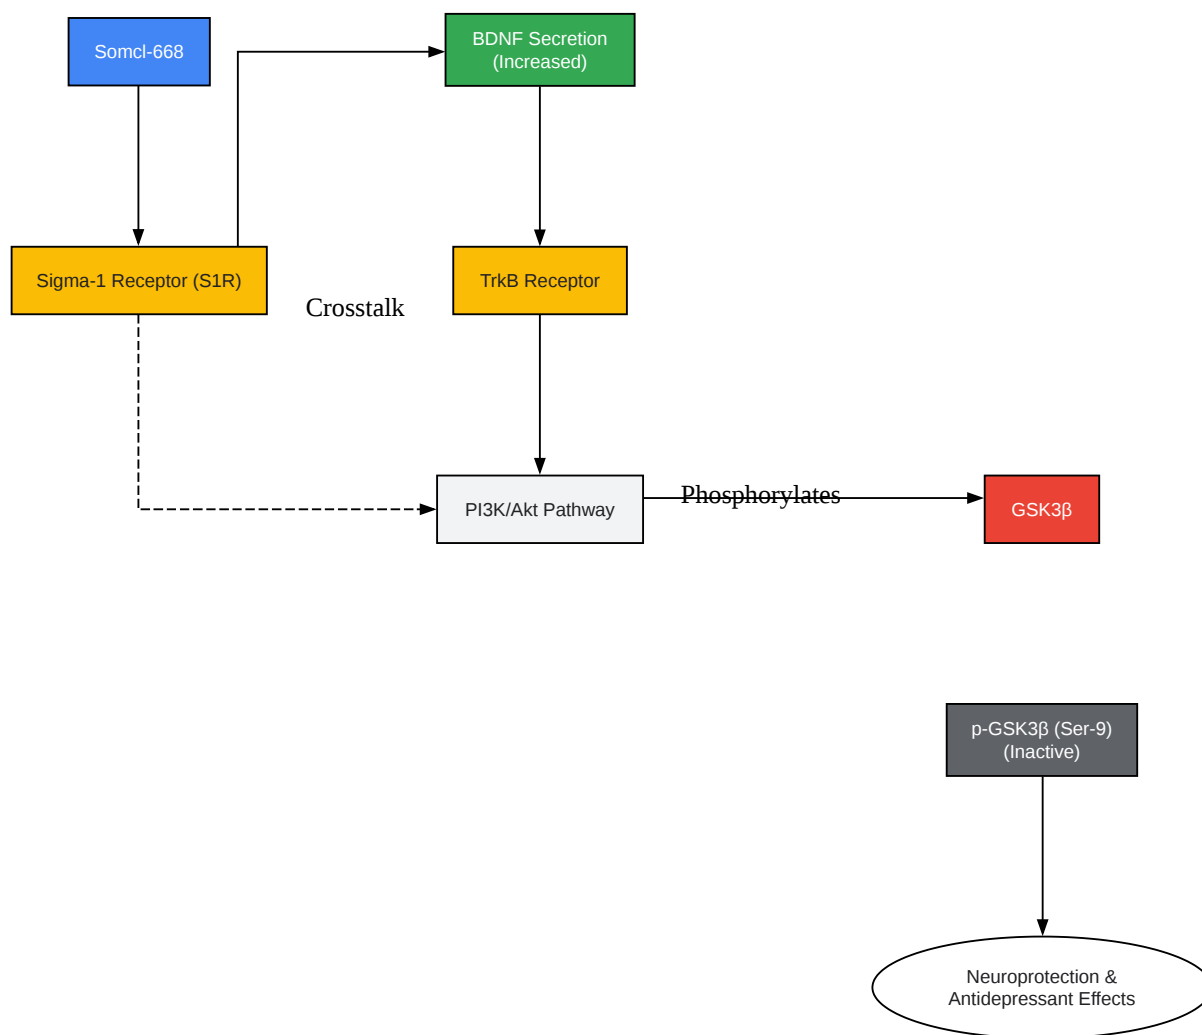 Somcl-668
BDNF Secretion
(Increased)
Sigma-1 Receptor (S1R)
Crosstalk
TrkB Receptor
PI3K/Akt Pathway
Phosphorylates
GSK3β
p-GSK3β (Ser-9)
(Inactive)
Neuroprotection &
Antidepressant Effects